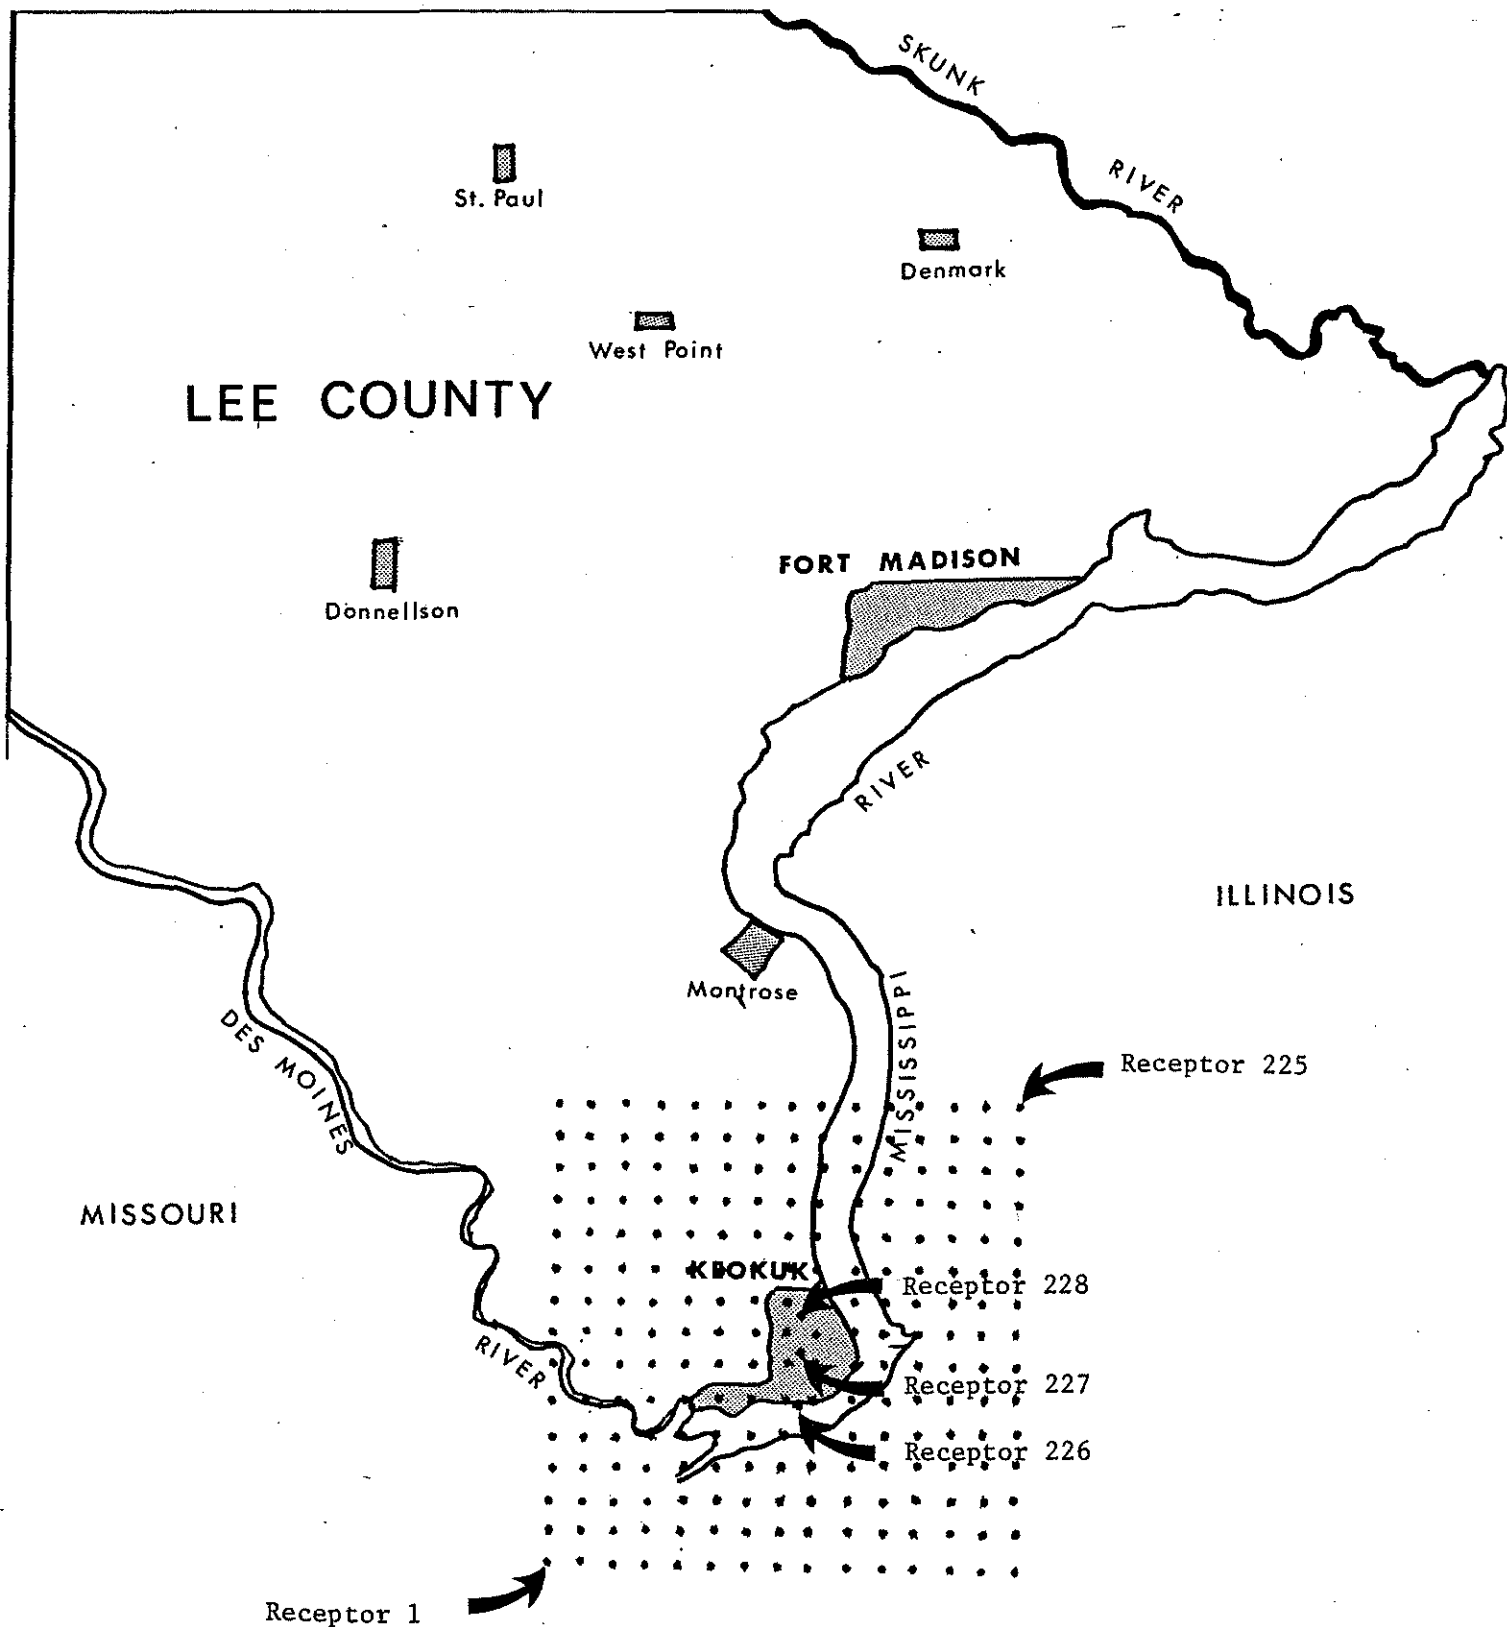 SKUNK
RIVER
St. Paul
Denmark
West Point
LEE COUNTY
FORT MADISON
Donnellson
RIVER
ILLINOIS
Montrose
MISSISSIPPI
DES MOINES
Receptor 225
MISSOURI
KEOKUK
Receptor 228
RIVER
Receptor 227
Receptor 226
Receptor 1